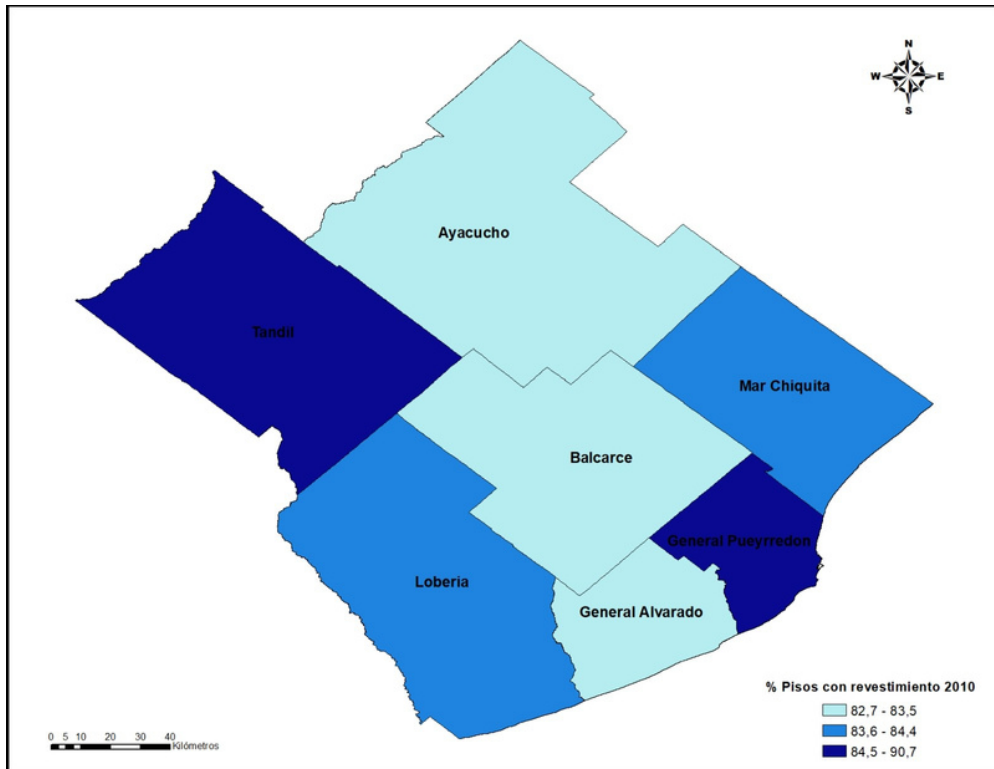 N
W E
S
Ayacucho
Tandil
Mar Chiquita
Balcarce
General Pueyrredon
Loberia
General Alvarado
% Pisos con revestimiento 2010
82,7 - 83,5
83,6 - 84,4
84,5 - 90,7
0 5 10 20 30 40
Kilómetros